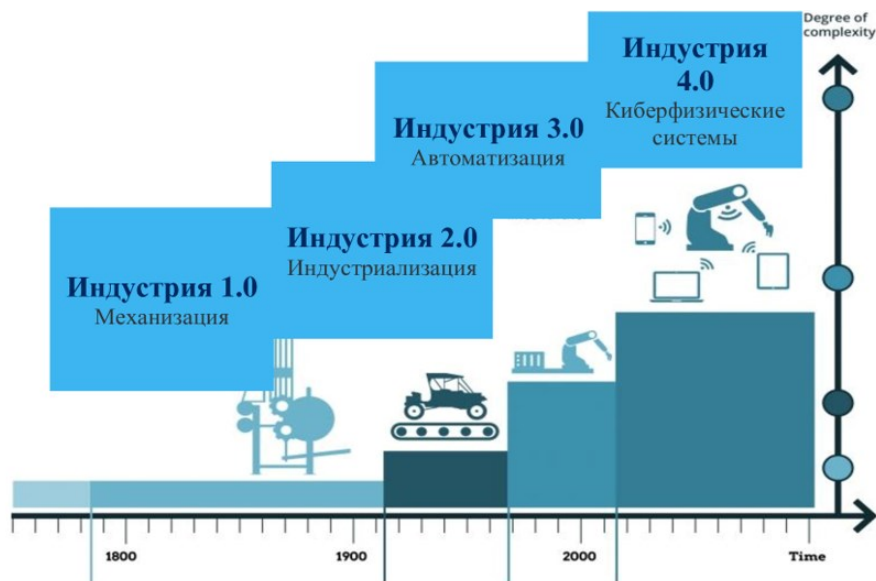 Degree of
complexity
Индустрия
4.0
Киберфизические
системы
Индустрия 3.0
Автоматизация
Индустрия 2.0
Индустриализация
Индустрия 1.0
Механизация
1800
1900
2000
Time